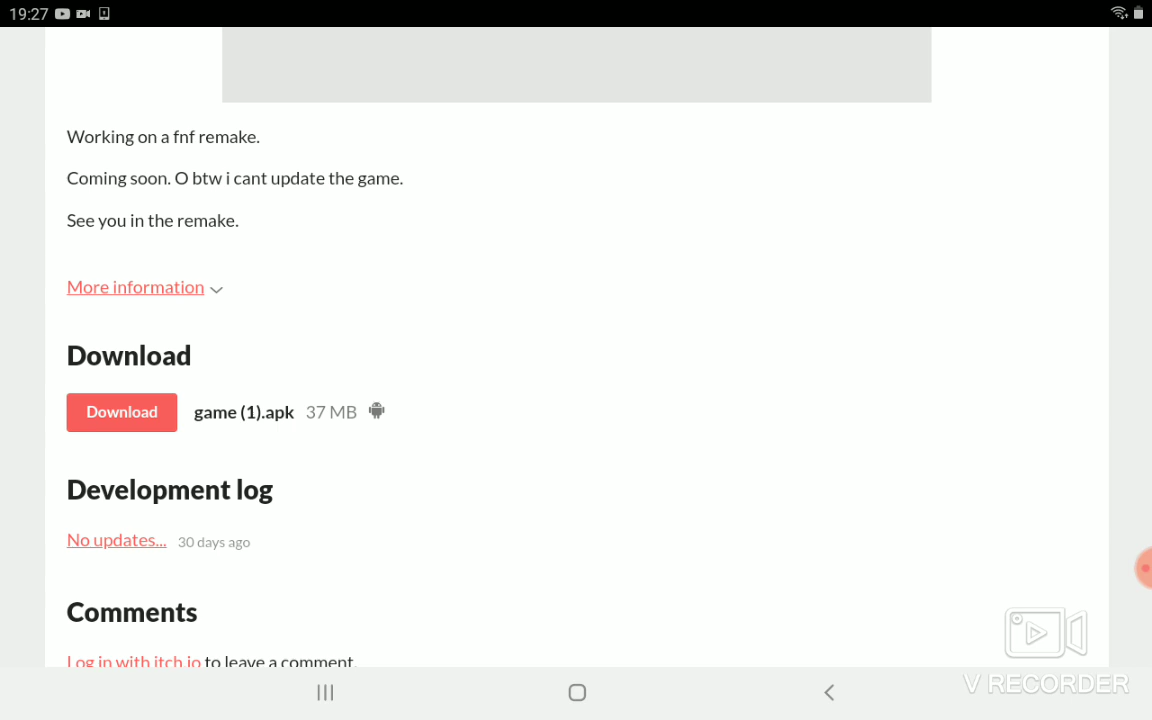 19:27
Working on a fnf remake.
Coming soon. O btw i cant update the game.
See you in the remake.
More information
Download
Download game (1).apk 37 MB
Development log
No updates... 30 days ago
Comments
Log in with itch.io to leave a comment.
V RECORDER